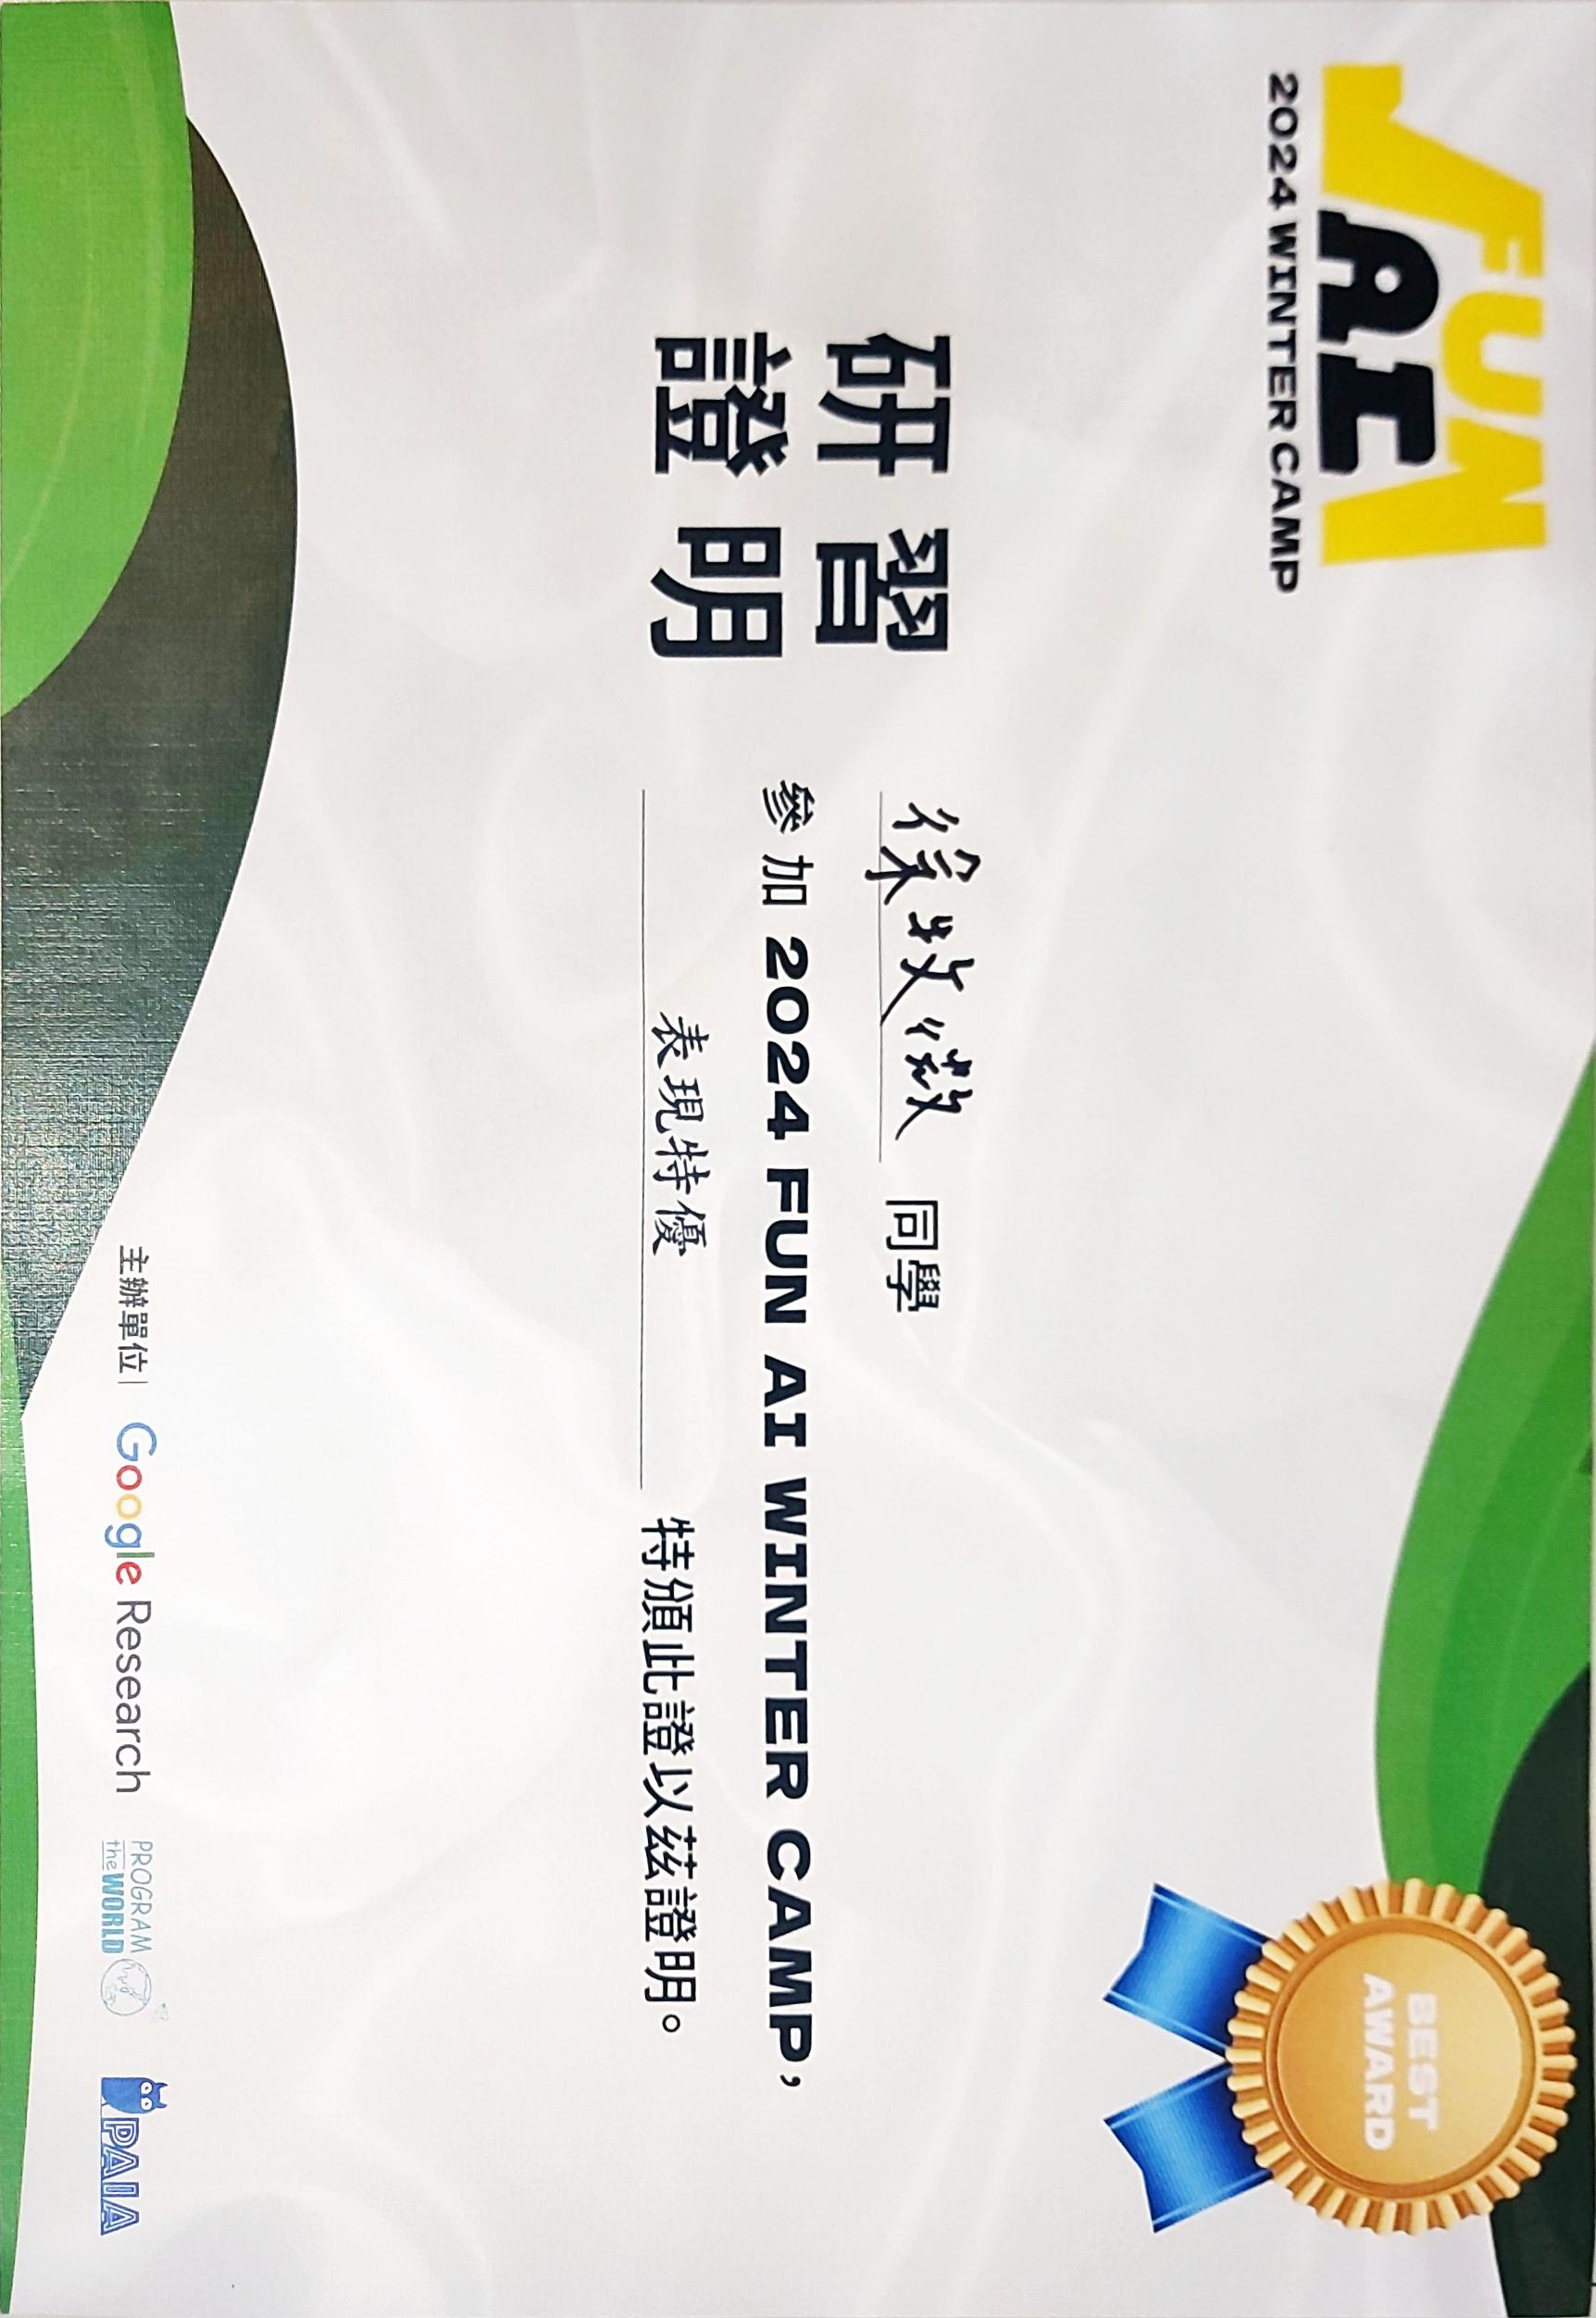 FUN
AI
2024 WINTER CAMP
BEST
AWARD
研習
證明
徐牧微 同學
參加 2024 FUN AI WINTER CAMP,
表現特優 特頒此證以茲證明。
主辦單位| Google Research PROGRAM the WORLD PAIA